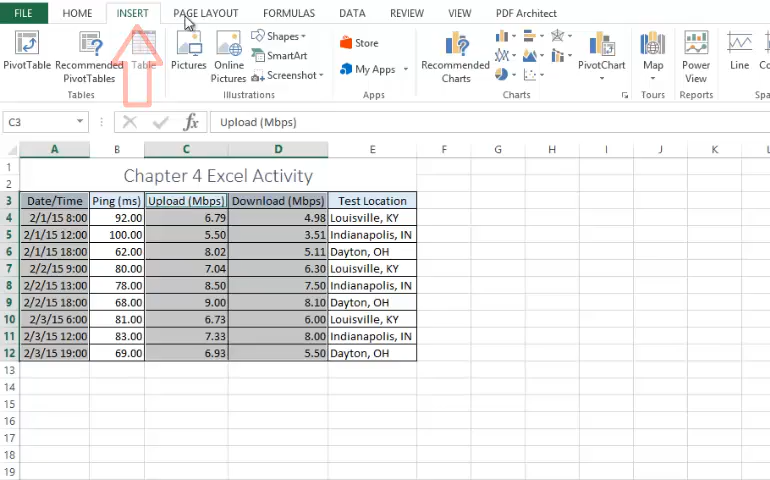 FILE HOME INSERT PAGE LAYOUT FORMULAS DATA REVIEW VIEW PDF Architect
PivotTable Recommended PivotTables Table
Tables
Pictures Online Pictures Shapes SmartArt Screenshot
Illustrations
Store My Apps
Apps
Recommended Charts PivotChart
Charts
Map
Tours
Power View
Reports
Line
C3 fx Upload (Mbps)
A B C D E F G H I J K
1 Chapter 4 Excel Activity
2
3 Date/Time Ping (ms) Upload (Mbps) Download (Mbps) Test Location
4 2/1/15 8:00 92.00 6.79 4.98 Louisville, KY
5 2/1/15 12:00 100.00 5.50 3.51 Indianapolis, IN
6 2/1/15 18:00 62.00 8.02 5.11 Dayton, OH
7 2/2/15 9:00 80.00 7.04 6.30 Louisville, KY
8 2/2/15 13:00 78.00 8.50 7.50 Indianapolis, IN
9 2/2/15 18:00 68.00 9.00 8.10 Dayton, OH
10 2/3/15 6:00 81.00 6.73 6.00 Louisville, KY
11 2/3/15 12:00 83.00 7.33 8.00 Indianapolis, IN
12 2/3/15 19:00 69.00 6.93 5.50 Dayton, OH
13
14
15
16
17
18
19